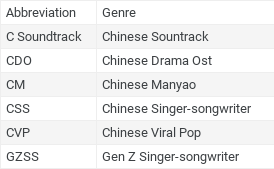 Abbreviation Genre
C Soundtrack Chinese Sountrack
CDO Chinese Drama Ost
CM Chinese Manyao
CSS Chinese Singer-songwriter
CVP Chinese Viral Pop
GZSS Gen Z Singer-songwriter